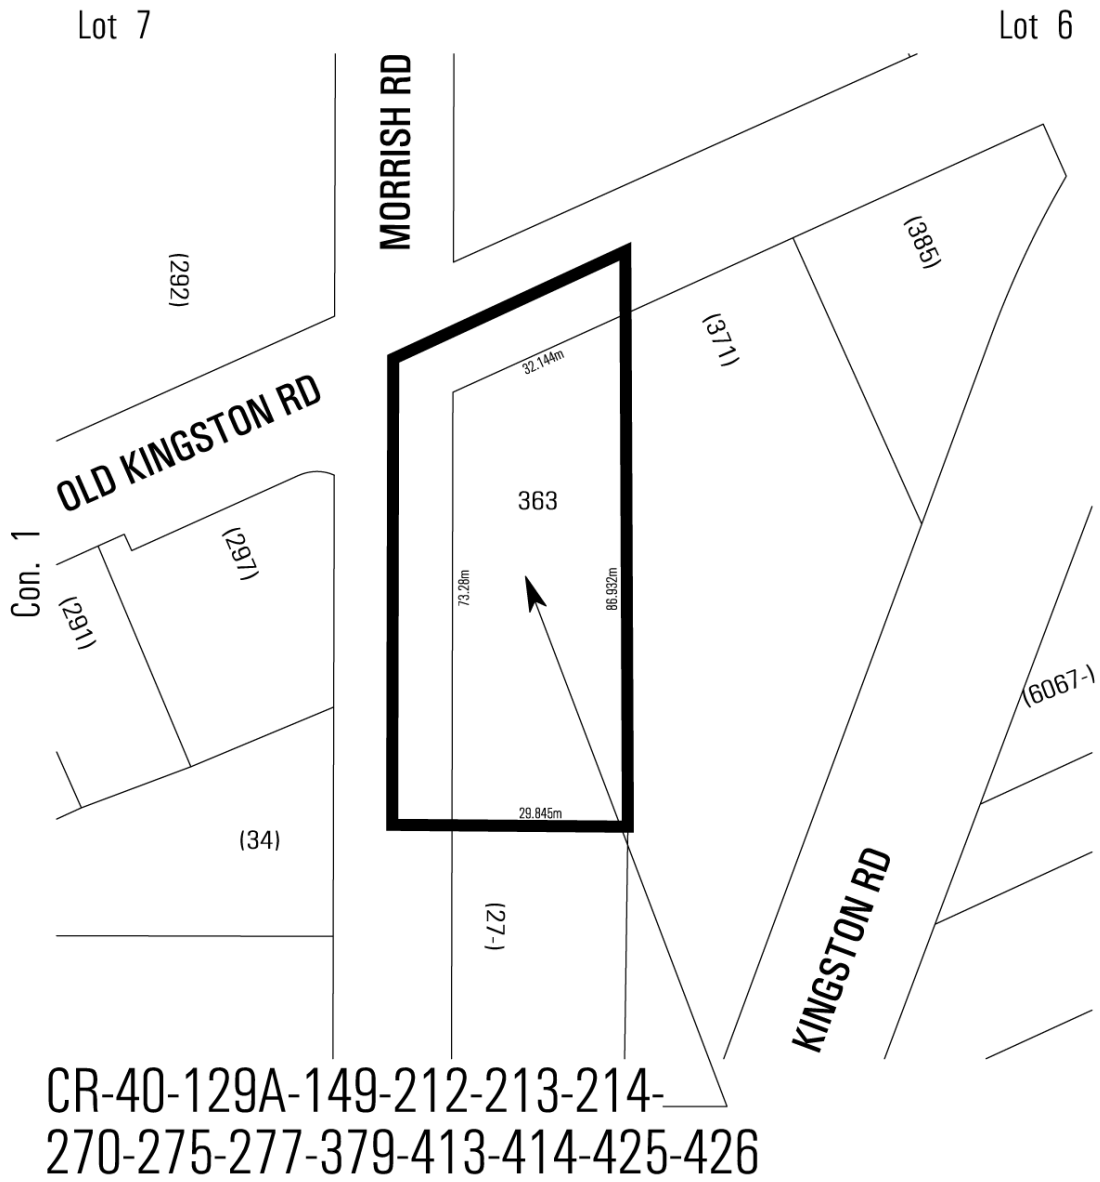 Lot 7
Lot 6
MORRISH RD
(292)
(385)
(371)
32.144m
OLD KINGSTON RD
363
Con. 1
(297)
(291)
73.28m
86.932m
(6067-)
29.845m
(34)
(27-)
KINGSTON RD
CR-40-129A-149-212-213-214-
270-275-277-379-413-414-425-426